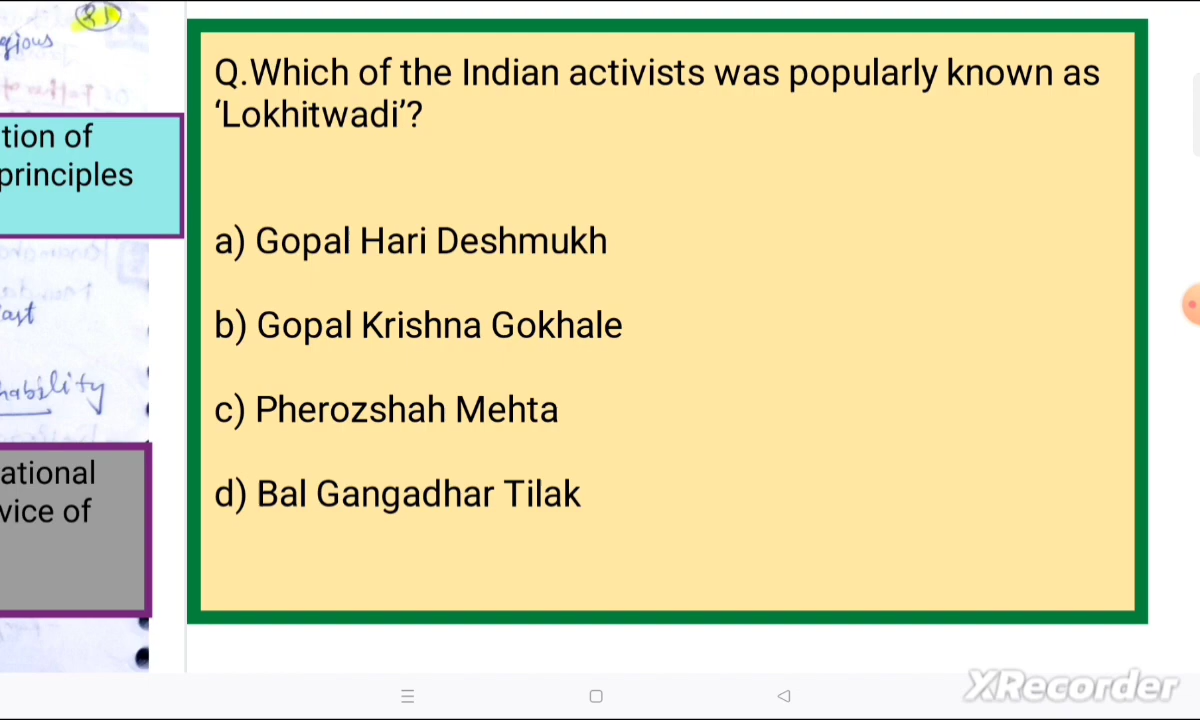 gious
tion of
principles
ational
vice of
Q.Which of the Indian activists was popularly known as
‘Lokhitwadi’?
a) Gopal Hari Deshmukh
b) Gopal Krishna Gokhale
c) Pherozshah Mehta
d) Bal Gangadhar Tilak
XRecorder